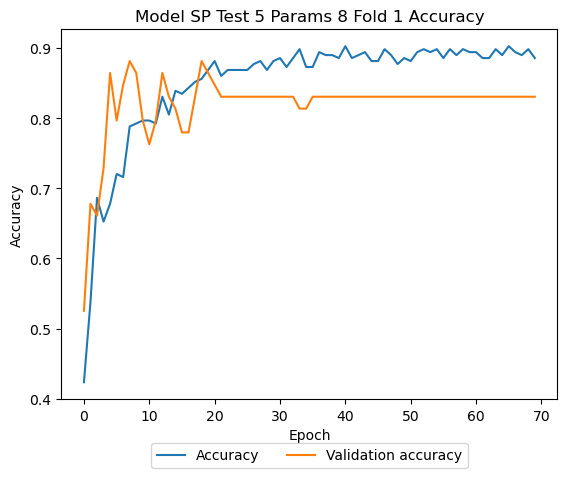 Model SP Test 5 Params 8 Fold 1 Accuracy
0.9
0.8
0.7
0.6
0.5
0.4
Accuracy
0 10 20 30 40 50 60 70
Epoch
Accuracy Validation accuracy